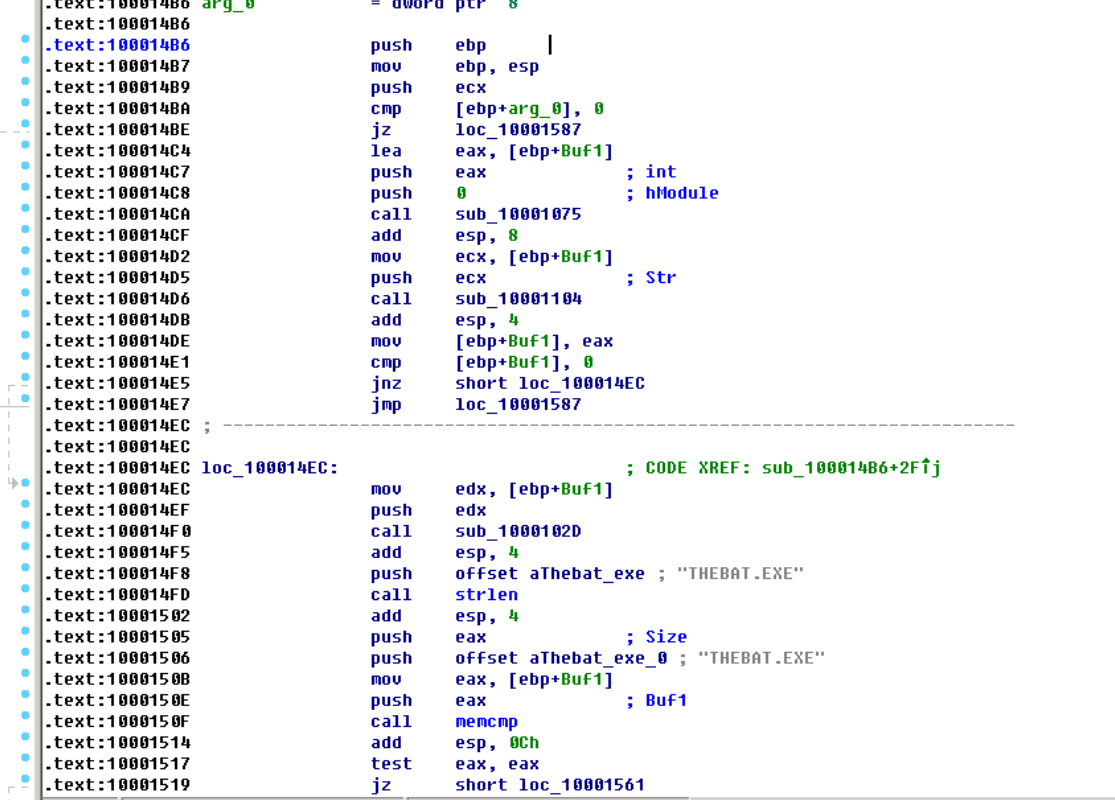 .text:100014B6 arg_0 = dword ptr 8
.text:100014B6
.text:100014B6 push ebp
.text:100014B7 mov ebp, esp
.text:100014B9 push ecx
.text:100014BA cmp [ebp+arg_0], 0
.text:100014BE jz loc_10001587
.text:100014C4 lea eax, [ebp+Buf1]
.text:100014C7 push eax ; int
.text:100014C8 push 0 ; hModule
.text:100014CA call sub_10001075
.text:100014CF add esp, 8
.text:100014D2 mov ecx, [ebp+Buf1]
.text:100014D5 push ecx ; Str
.text:100014D6 call sub_10001104
.text:100014DB add esp, 4
.text:100014DE mov [ebp+Buf1], eax
.text:100014E1 cmp [ebp+Buf1], 0
.text:100014E5 jnz short loc_100014EC
.text:100014E7 jmp loc_10001587
.text:100014EC ; ---------------------------------------------------------------------------
.text:100014EC
.text:100014EC loc_100014EC: ; CODE XREF: sub_100014B6+2F↑j
.text:100014EC mov edx, [ebp+Buf1]
.text:100014EF push edx
.text:100014F0 call sub_1000102D
.text:100014F5 add esp, 4
.text:100014F8 push offset aThebat_exe ; "THEBAT.EXE"
.text:100014FD call strlen
.text:10001502 add esp, 4
.text:10001505 push eax ; Size
.text:10001506 push offset aThebat_exe_0 ; "THEBAT.EXE"
.text:1000150B mov eax, [ebp+Buf1]
.text:1000150E push eax ; Buf1
.text:1000150F call memcmp
.text:10001514 add esp, 0Ch
.text:10001517 test eax, eax
.text:10001519 jz short loc_10001561